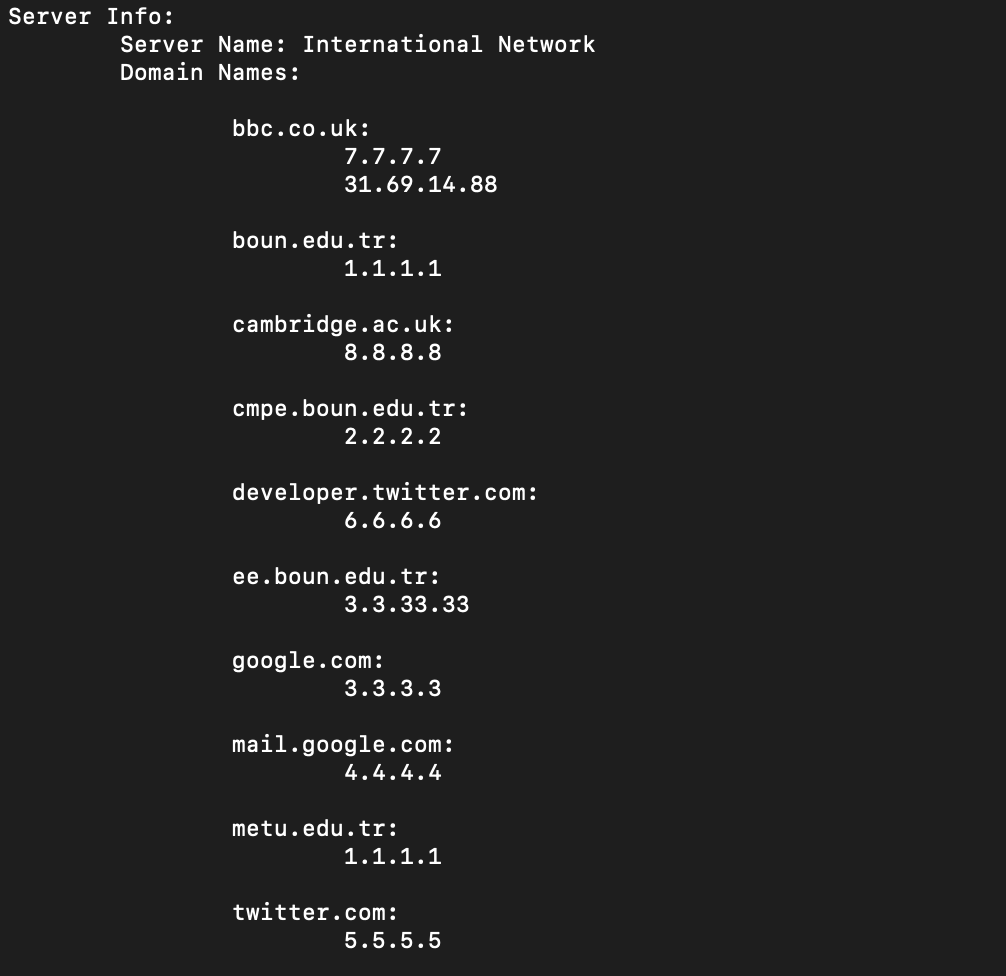 Server Info:
Server Name: International Network
Domain Names:
bbc.co.uk:
7.7.7.7
31.69.14.88
boun.edu.tr:
1.1.1.1
cambridge.ac.uk:
8.8.8.8
cmpe.boun.edu.tr:
2.2.2.2
developer.twitter.com:
6.6.6.6
ee.boun.edu.tr:
3.3.33.33
google.com:
3.3.3.3
mail.google.com:
4.4.4.4
metu.edu.tr:
1.1.1.1
twitter.com:
5.5.5.5